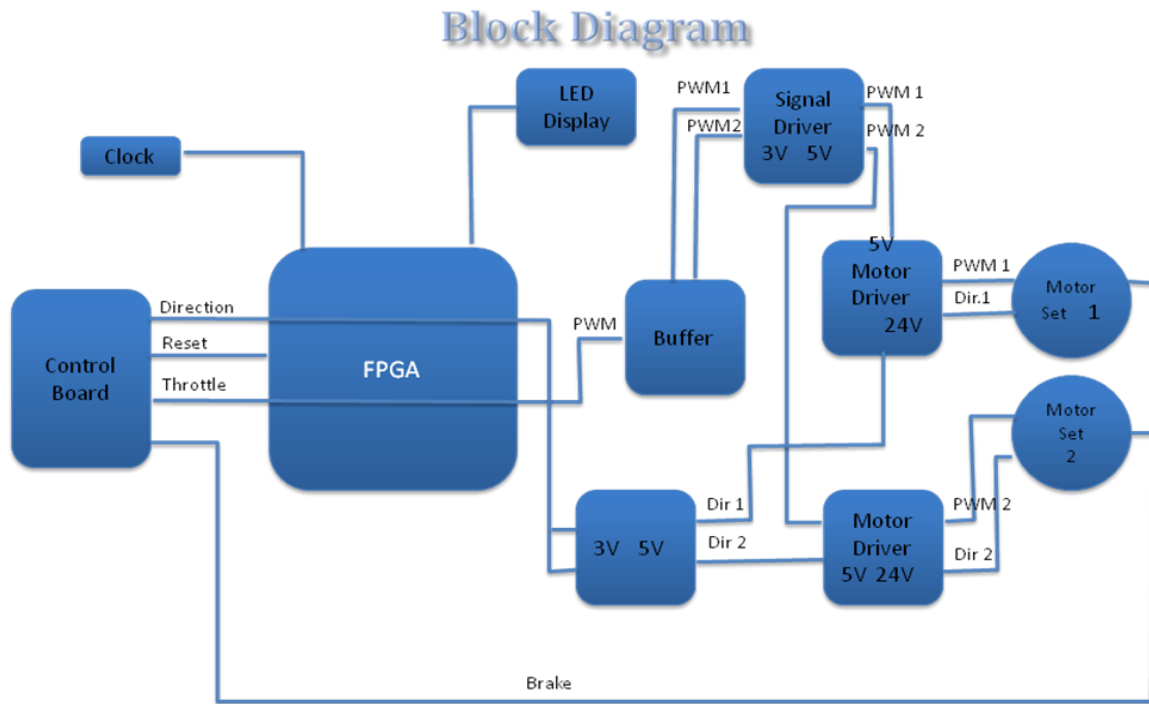 Block Diagram
LED
Display
Clock
PWM1
PWM2
Signal
Driver
3V 5V
PWM 1
PWM 2
Control
Board
Direction
Reset
Throttle
FPGA
PWM
Buffer
5V
Motor
Driver
24V
PWM 1
Dir.1
Motor
Set 1
Motor
Set
2
3V 5V
Dir 1
Dir 2
Motor
Driver
5V 24V
PWM 2
Dir 2
Brake